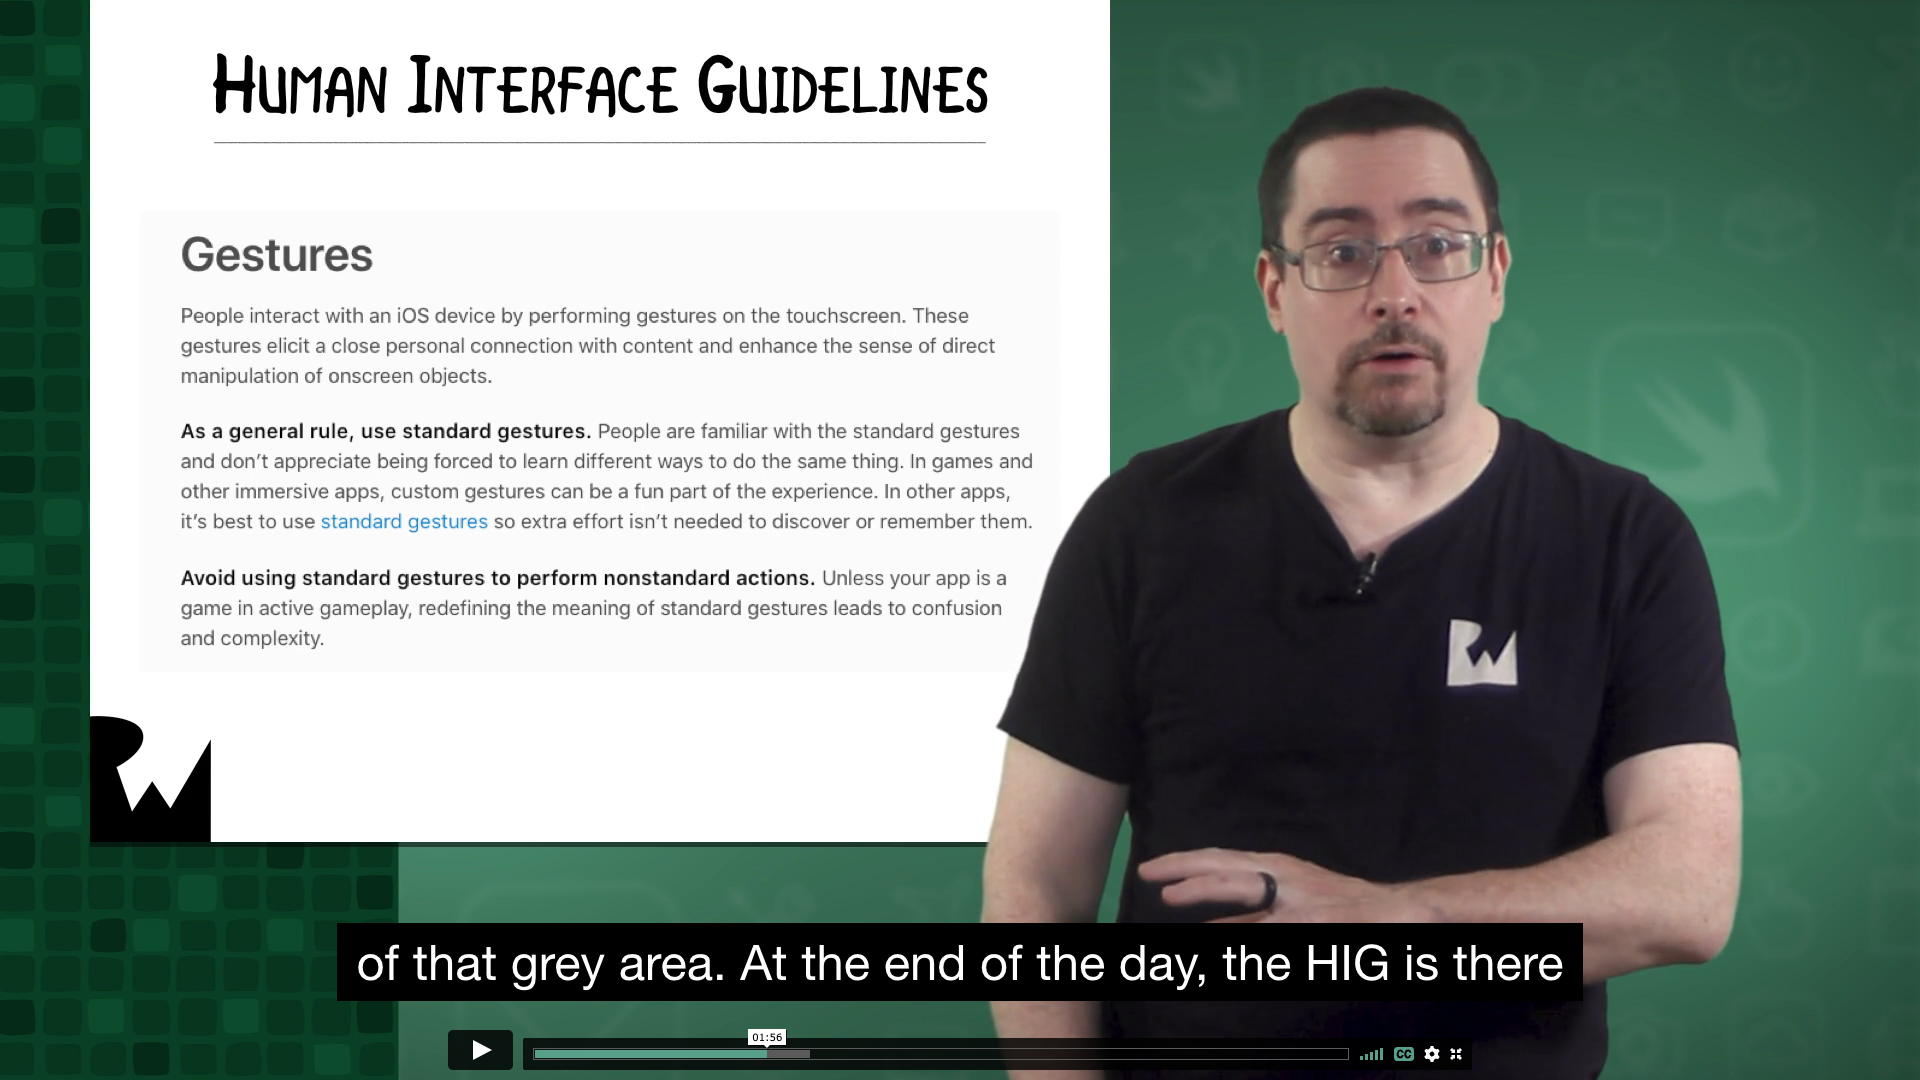 HUMAN INTERFACE GUIDELINES
Gestures
People interact with an iOS device by performing gestures on the touchscreen. These
gestures elicit a close personal connection with content and enhance the sense of direct
manipulation of onscreen objects.
As a general rule, use standard gestures. People are familiar with the standard gestures
and don’t appreciate being forced to learn different ways to do the same thing. In games and
other immersive apps, custom gestures can be a fun part of the experience. In other apps,
it’s best to use standard gestures so extra effort isn’t needed to discover or remember them.
Avoid using standard gestures to perform nonstandard actions. Unless your app is a
game in active gameplay, redefining the meaning of standard gestures leads to confusion
and complexity.
RW
RW
of that grey area. At the end of the day, the HIG is there
01:56
CC